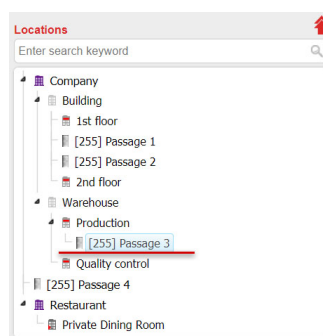 Locations
Enter search keyword
Company
Building
1st floor
[255] Passage 1
[255] Passage 2
2nd floor
Warehouse
Production
[255] Passage 3
Quality control
[255] Passage 4
Restaurant
Private Dining Room